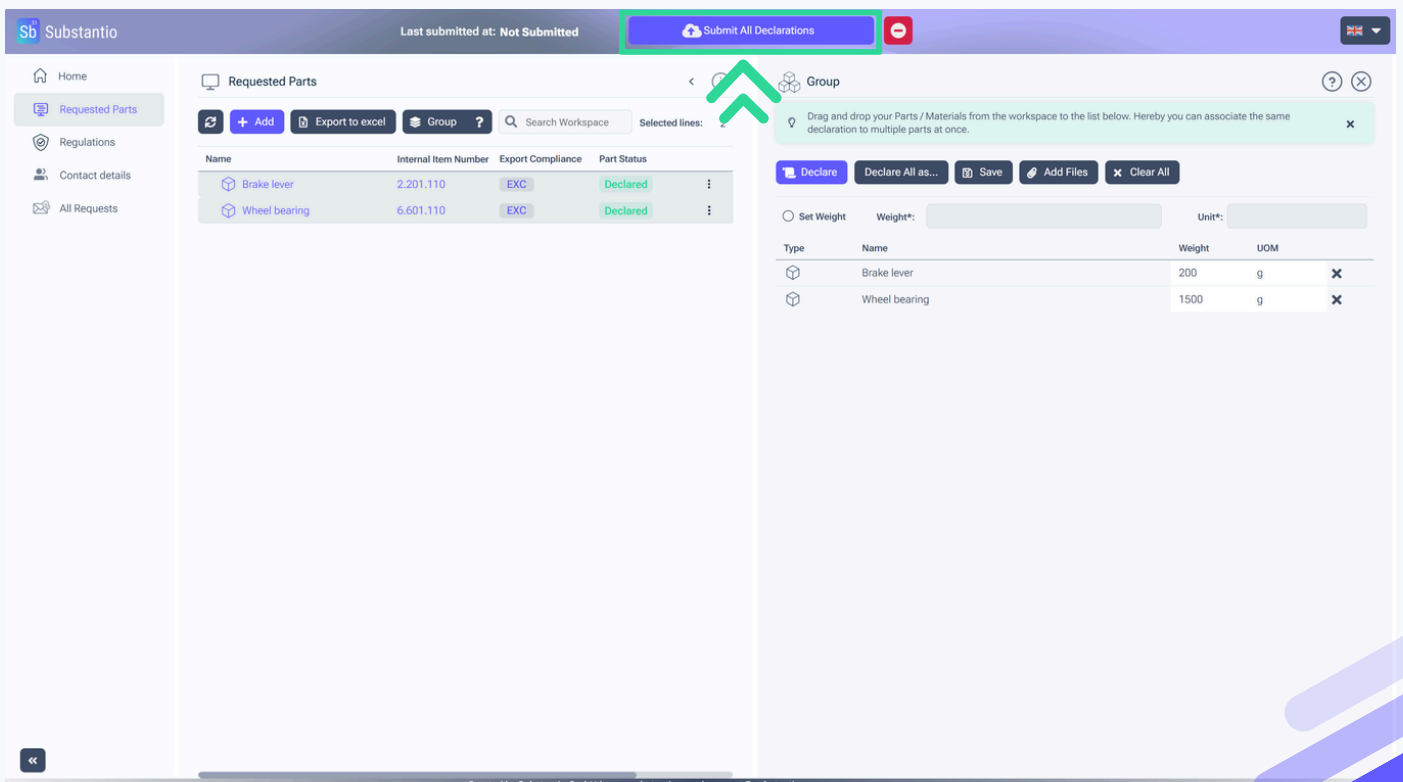 Sb Substantio
Last submitted at: Not Submitted
Submit All Declarations
Home
Requested Parts
Regulations
Contact details
All Requests
Requested Parts
+ Add
Export to excel
Group ?
Search Workspace
Selected lines:
Name Internal Item Number Export Compliance Part Status
Brake lever 2.201.110 EXC Declared
Wheel bearing 6.601.110 EXC Declared
Group
?
Drag and drop your Parts / Materials from the workspace to the list below. Hereby you can associate the same
declaration to multiple parts at once.
Declare
Declare All as...
Save
Add Files
Clear All
Set Weight Weight*: Unit*:
Type Name Weight UOM
Brake lever 200 g
Wheel bearing 1500 g